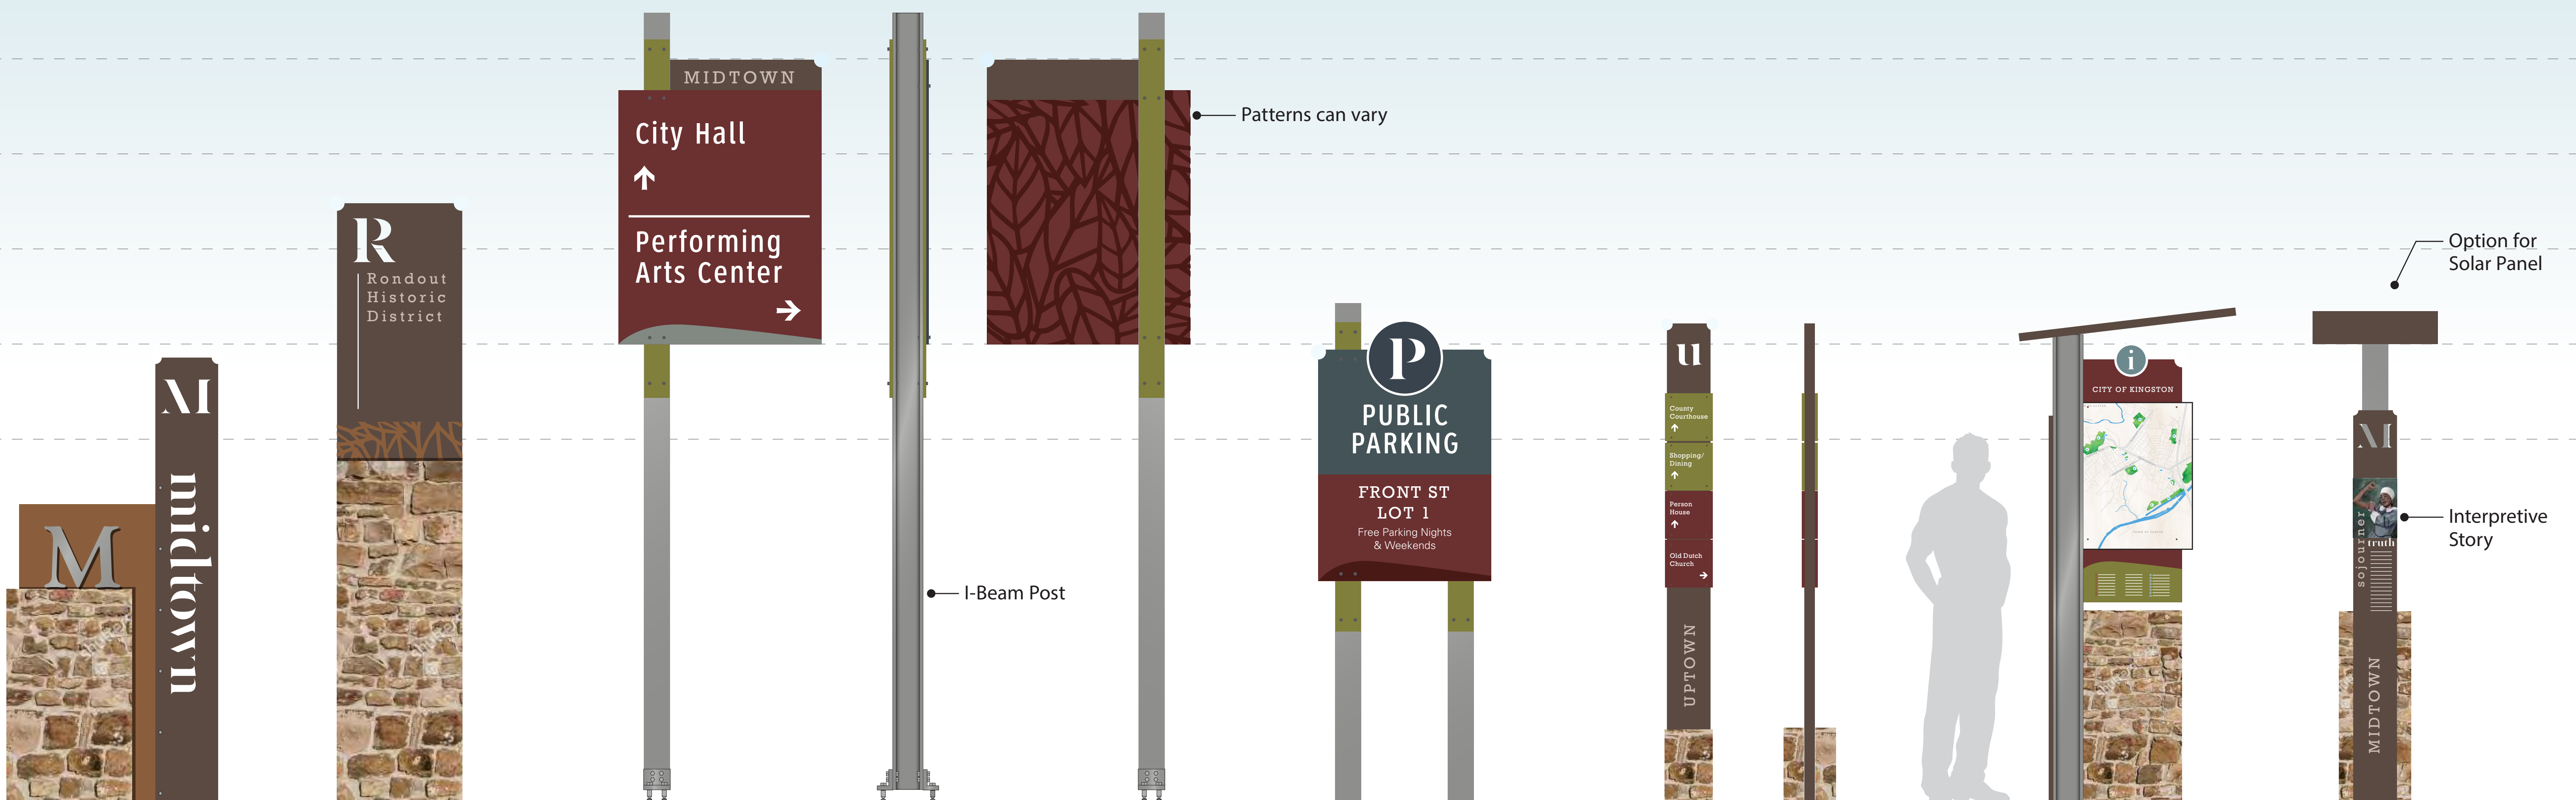 M
M
midtown
R
Rondout
Historic
District
MIDTOWN
City Hall
Performing
Arts Center
Patterns can vary
I-Beam Post
P
PUBLIC
PARKING
FRONT ST
LOT 1
Free Parking Nights
& Weekends
u
County
Courthouse
Shopping/
Dining
Person
House
Old Dutch
Church
UPTOWN
i
CITY OF KINGSTON
Option for
Solar Panel
M
sojourner
truth
MIDTOWN
Interpretive
Story